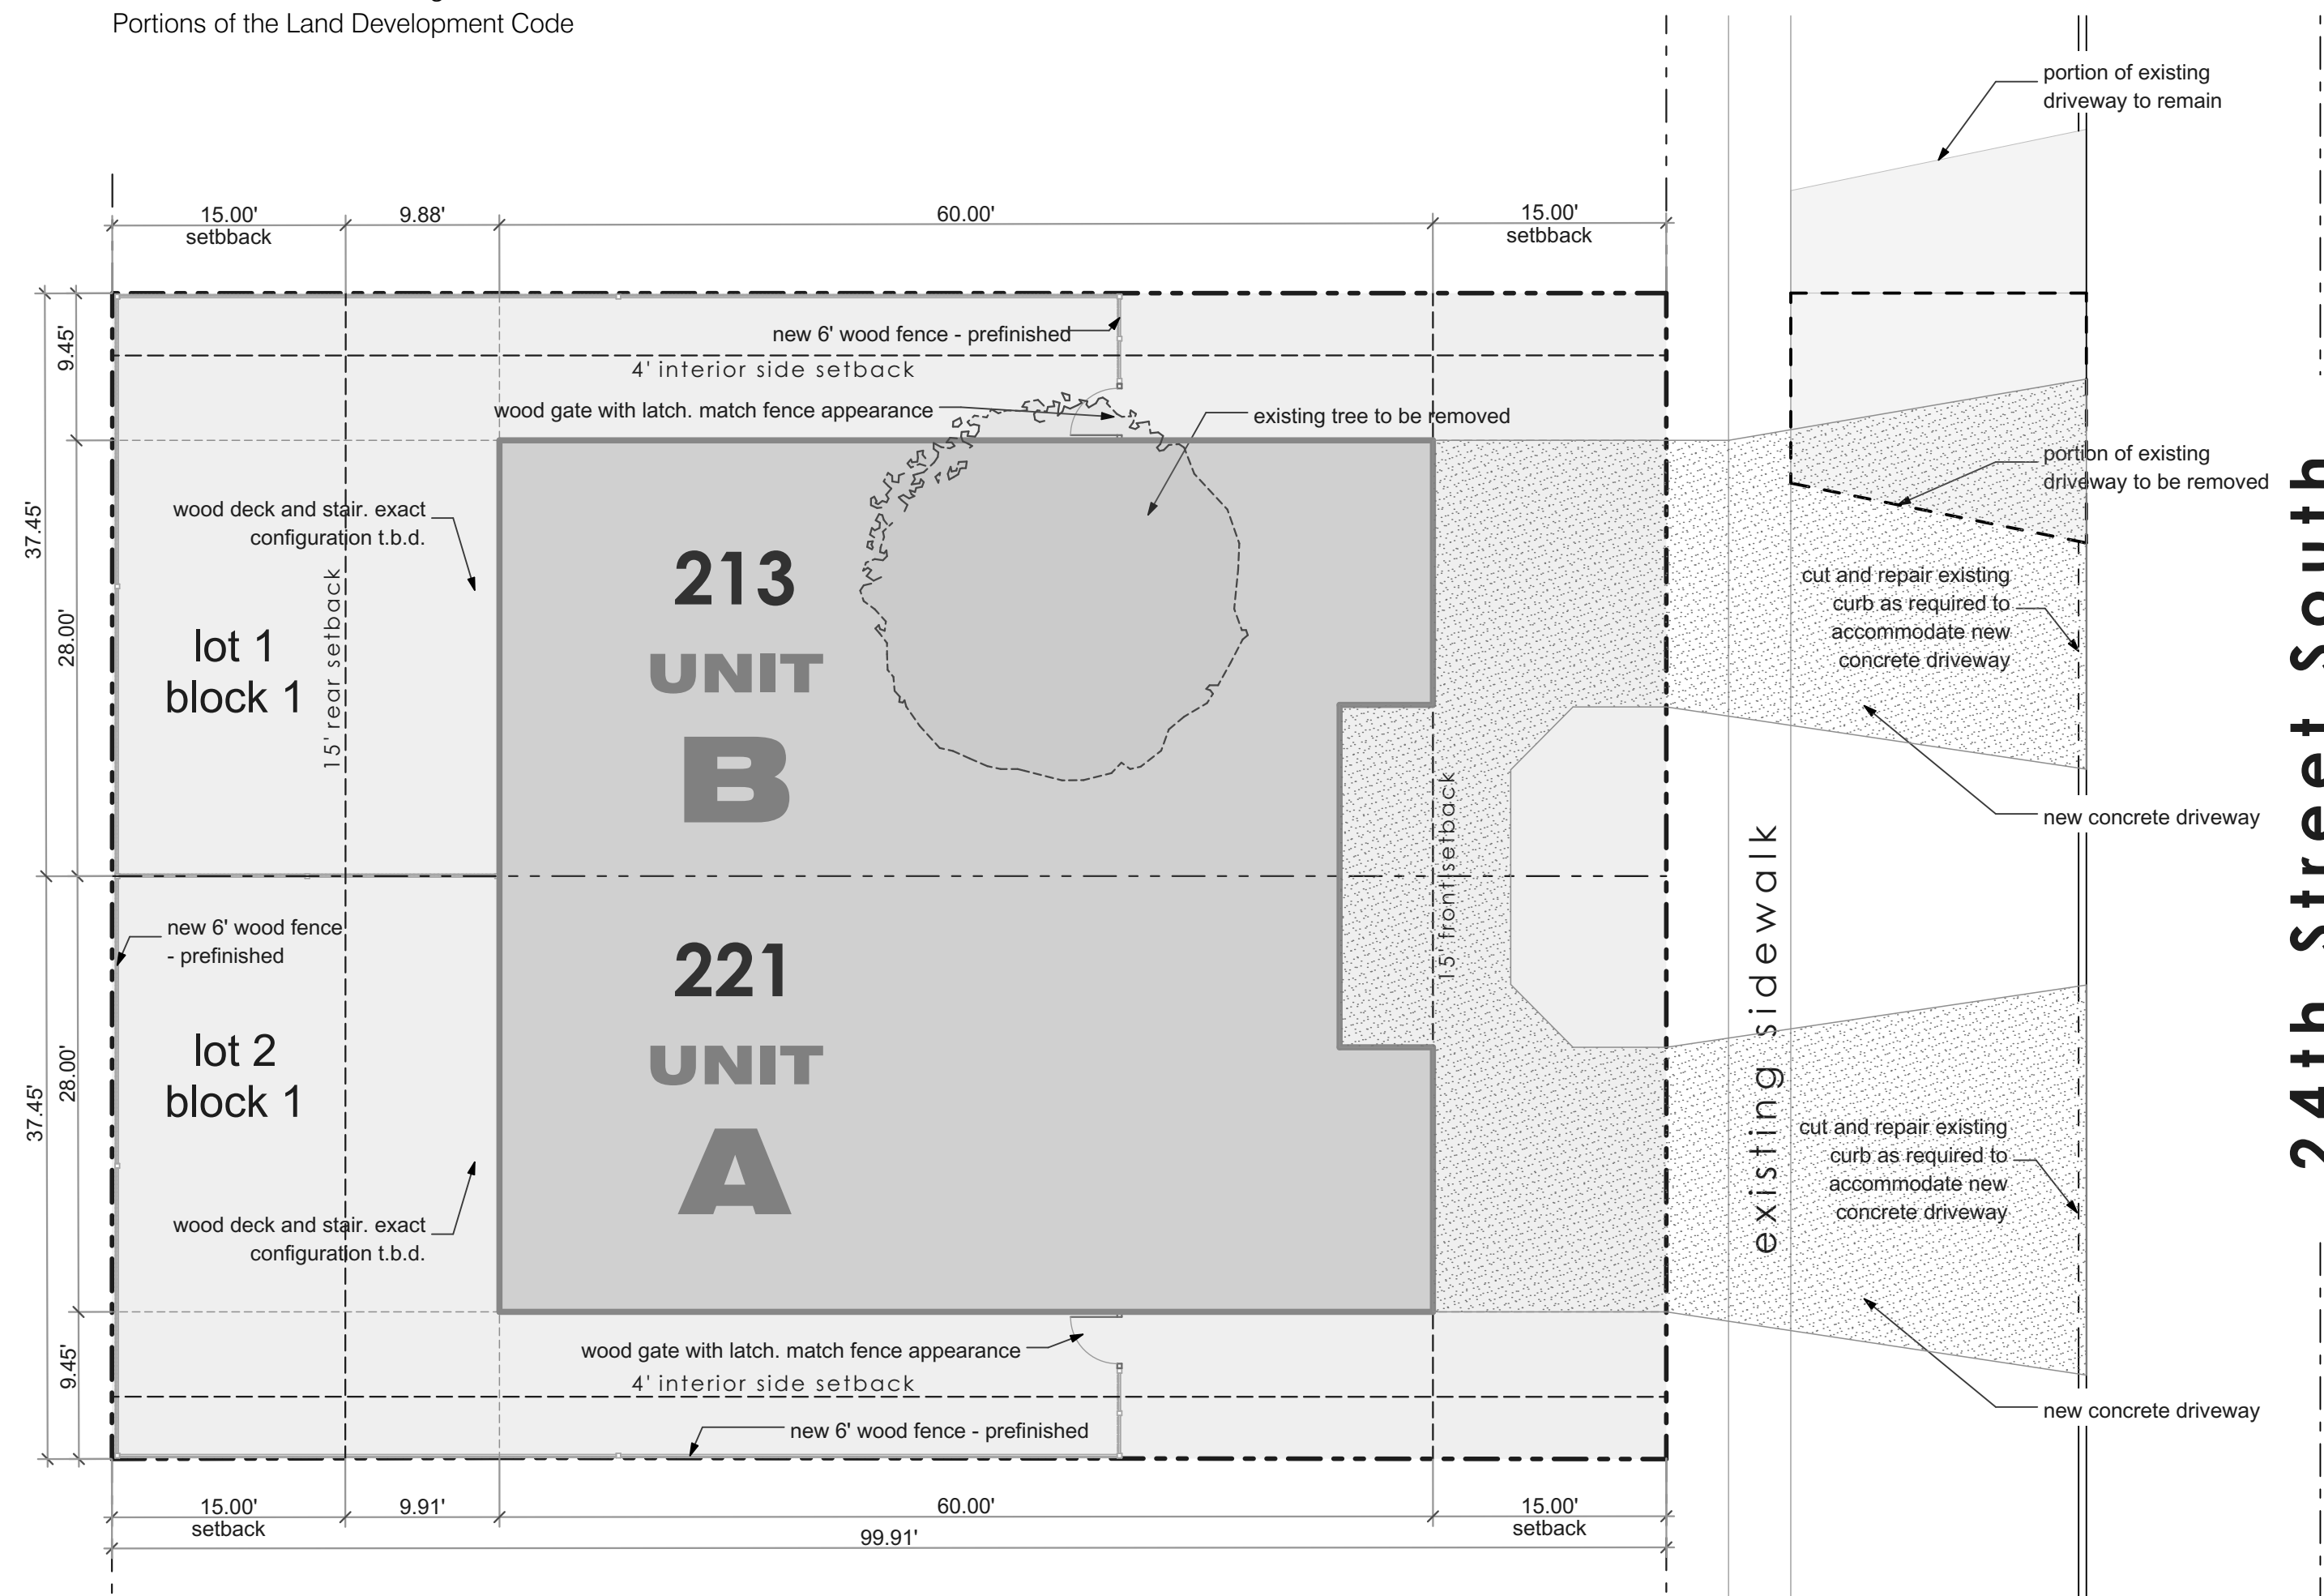 Portions of the Land Development Code
portion of existing
driveway to remain
15.00'
setbback
9.88'
60.00'
15.00'
setbback
9.45'
new 6' wood fence - prefinished
4' interior side setback
wood gate with latch. match fence appearance
existing tree to be removed
portion of existing
driveway to be removed
37.45'
28.00'
wood deck and stair. exact
configuration t.b.d.
213
UNIT
B
lot 1
block 1
15' rear setback
cut and repair existing
curb as required to
accommodate new
concrete driveway
new concrete driveway
15' front setback
existing sidewalk
24th Street South
new 6' wood fence
- prefinished
221
UNIT
A
lot 2
block 1
37.45'
28.00'
cut and repair existing
curb as required to
accommodate new
concrete driveway
wood deck and stair. exact
configuration t.b.d.
9.45'
wood gate with latch. match fence appearance
4' interior side setback
new 6' wood fence - prefinished
new concrete driveway
15.00'
setback
9.91'
60.00'
15.00'
setback
99.91'